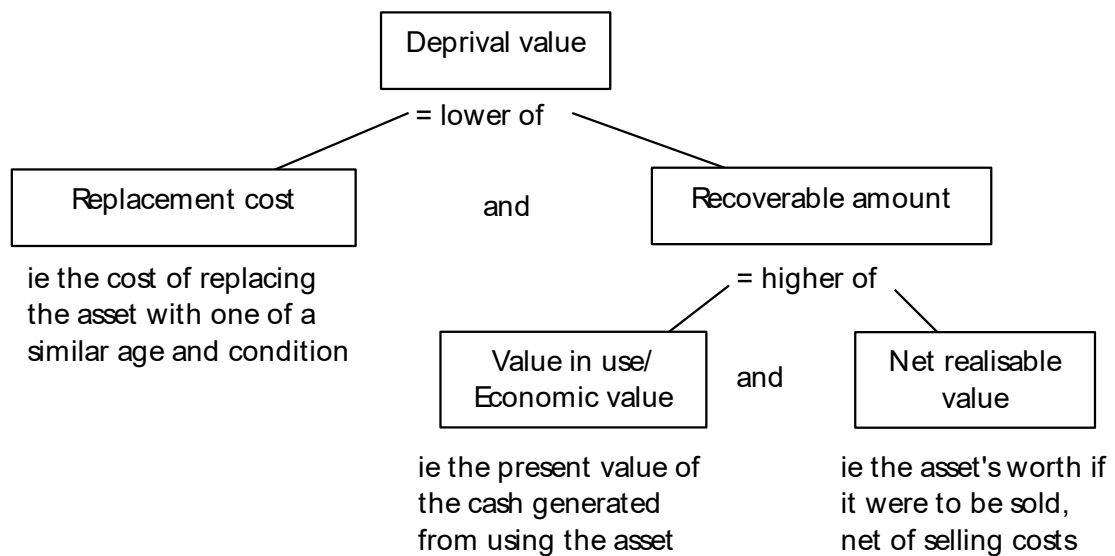 Deprival value
= lower of
Replacement cost
and
Recoverable amount
ie the cost of replacing
the asset with one of a
similar age and condition
= higher of
Value in use/
Economic value
and
Net realisable
value
ie the present value of
the cash generated
from using the asset
ie the asset's worth if
it were to be sold,
net of selling costs